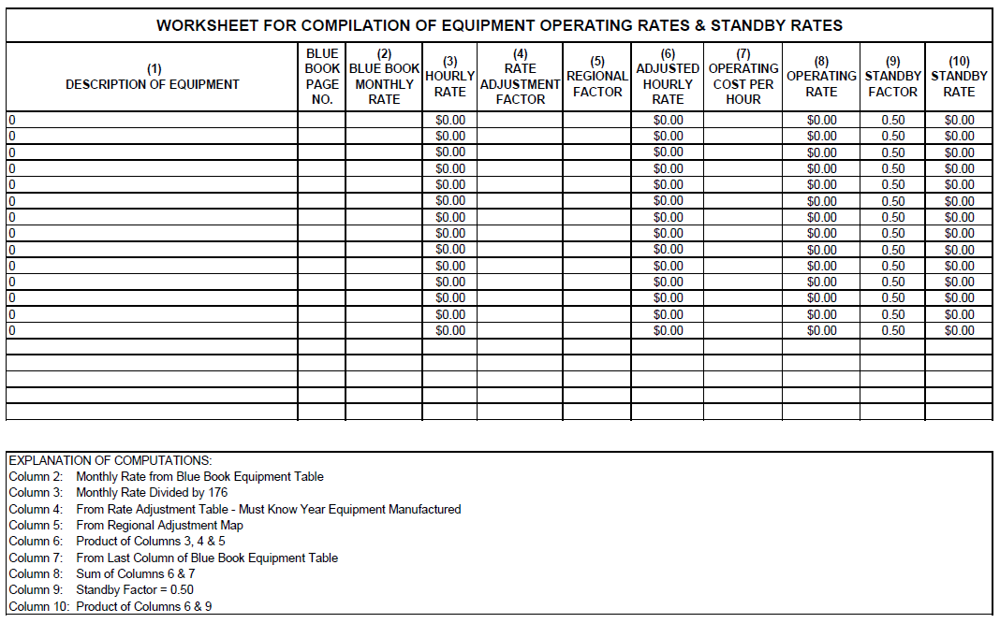 WORKSHEET FOR COMPILATION OF EQUIPMENT OPERATING RATES & STANDBY RATES
(1)
DESCRIPTION OF EQUIPMENT
BLUE
BOOK
PAGE
NO.
(2)
BLUE BOOK
MONTHLY
RATE
(3)
HOURLY
RATE
(4)
RATE
ADJUSTMENT
FACTOR
(5)
REGIONAL
FACTOR
(6)
ADJUSTED
HOURLY
RATE
(7)
OPERATING
COST PER
HOUR
(8)
OPERATING
RATE
(9)
STANDBY
FACTOR
(10)
STANDBY
RATE
0 $0.00 $0.00 $0.00 0.50 $0.00
0 $0.00 $0.00 $0.00 0.50 $0.00
0 $0.00 $0.00 $0.00 0.50 $0.00
0 $0.00 $0.00 $0.00 0.50 $0.00
0 $0.00 $0.00 $0.00 0.50 $0.00
0 $0.00 $0.00 $0.00 0.50 $0.00
0 $0.00 $0.00 $0.00 0.50 $0.00
0 $0.00 $0.00 $0.00 0.50 $0.00
0 $0.00 $0.00 $0.00 0.50 $0.00
0 $0.00 $0.00 $0.00 0.50 $0.00
0 $0.00 $0.00 $0.00 0.50 $0.00
0 $0.00 $0.00 $0.00 0.50 $0.00
0 $0.00 $0.00 $0.00 0.50 $0.00
0 $0.00 $0.00 $0.00 0.50 $0.00
EXPLANATION OF COMPUTATIONS:
Column 2: Monthly Rate from Blue Book Equipment Table
Column 3: Monthly Rate Divided by 176
Column 4: From Rate Adjustment Table - Must Know Year Equipment Manufactured
Column 5: From Regional Adjustment Map
Column 6: Product of Columns 3, 4 & 5
Column 7: From Last Column of Blue Book Equipment Table
Column 8: Sum of Columns 6 & 7
Column 9: Standby Factor = 0.50
Column 10: Product of Columns 6 & 9